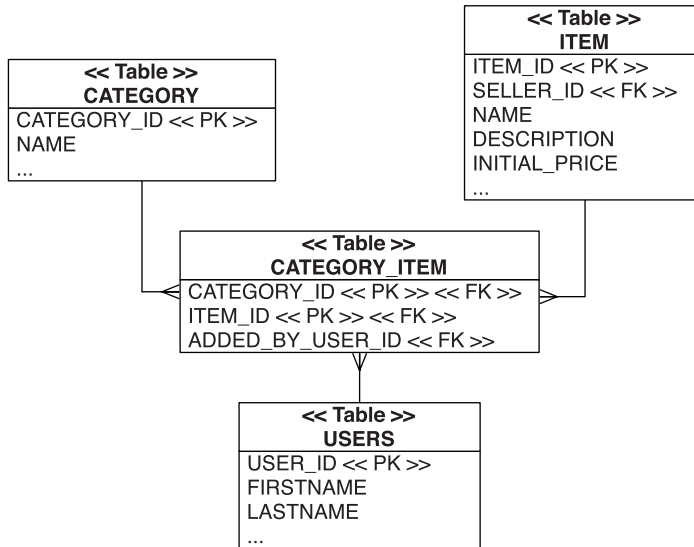 << Table >>
CATEGORY
CATEGORY_ID << PK >>
NAME
...
<< Table >>
ITEM
ITEM_ID << PK >>
SELLER_ID << FK >>
NAME
DESCRIPTION
INITIAL_PRICE
...
<< Table >>
CATEGORY_ITEM
CATEGORY_ID << PK >> << FK >>
ITEM_ID << PK >> << FK >>
ADDED_BY_USER_ID << FK >>
<< Table >>
USERS
USER_ID << PK >>
FIRSTNAME
LASTNAME
...